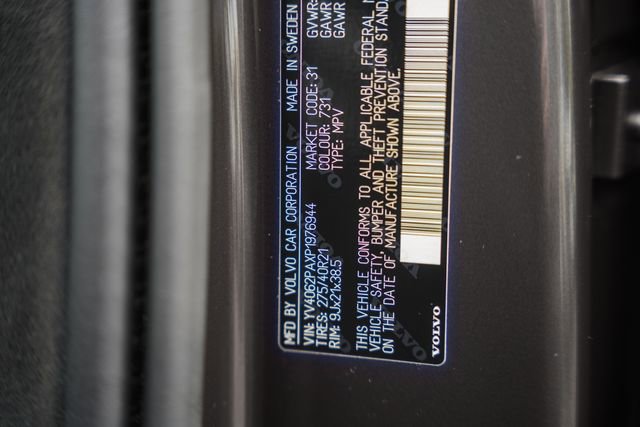 MFD BY VOLVO CAR CORPORATION MADE IN SWEDEN GVWR:
VIN: YV4062PAXP1976944 MARKET CODE: 31 GAWR
TIRES: 275/40R21 COLOUR: 731 GAWR
RIM: 9Jx21x38.5 TYPE: MPV
THIS VEHICLE CONFORMS TO ALL APPLICABLE FEDERAL
VEHICLE SAFETY, BUMPER AND THEFT PREVENTION STAND
ON THE DATE OF MANUFACTURE SHOWN ABOVE.
VOLVO